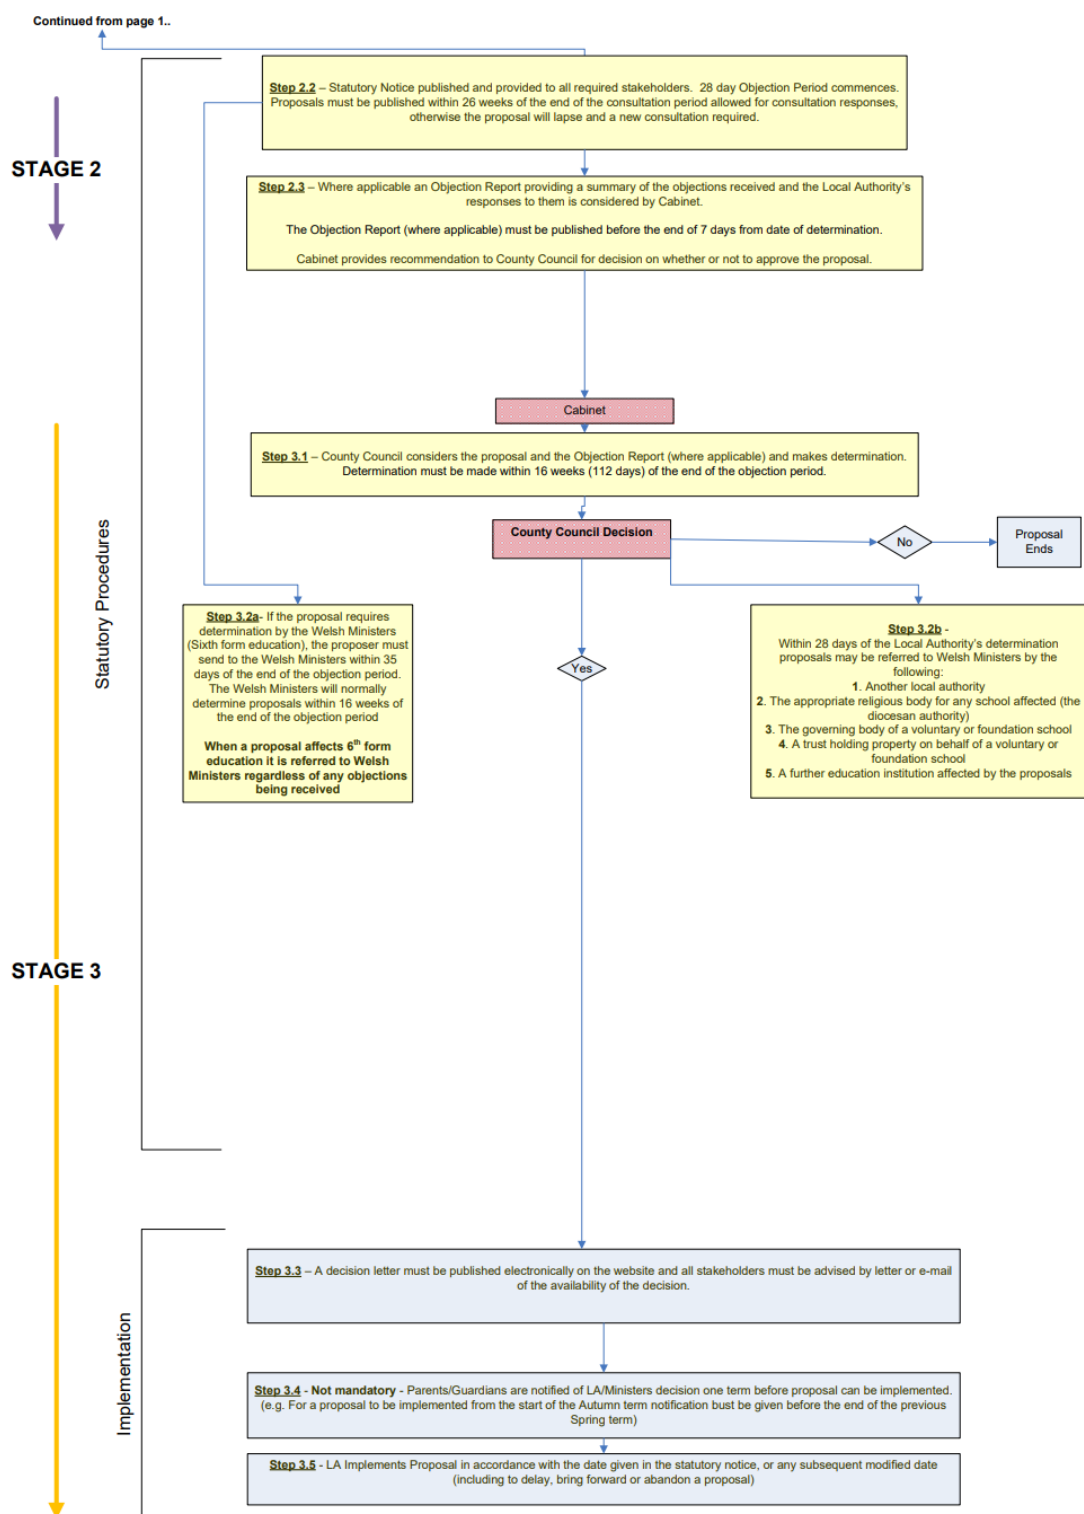 Continued from page 1..
Step 2.2 – Statutory Notice published and provided to all required stakeholders.  28 day Objection Period commences.
Proposals must be published within 26 weeks of the end of the consultation period allowed for consultation responses,
otherwise the proposal will lapse and a new consultation required.
STAGE 2
Step 2.3 – Where applicable an Objection Report providing a summary of the objections received and the Local Authority's
responses to them is considered by Cabinet.
The Objection Report (where applicable) must be published before the end of 7 days from date of determination.
Cabinet provides recommendation to County Council for decision on whether or not to approve the proposal.
Cabinet
Step 3.1 – County Council considers the proposal and the Objection Report (where applicable) and makes determination.
Determination must be made within 16 weeks (112 days) of the end of the objection period.
Statutory Procedures
County Council Decision
No
Proposal
Ends
Step 3.2a- If the proposal requires
determination by the Welsh Ministers
(Sixth form education), the proposer must
send to the Welsh Ministers within 35
days of the end of the objection period.
The Welsh Ministers will normally
determine proposals within 16 weeks of
the end of the objection period
When a proposal affects 6th form
education it is referred to Welsh
Ministers regardless of any objections
being received
Yes
Step 3.2b -
Within 28 days of the Local Authority's determination
proposals may be referred to Welsh Ministers by the
following:
1. Another local authority
2. The appropriate religious body for any school affected (the
diocesan authority)
3. The governing body of a voluntary or foundation school
4. A trust holding property on behalf of a voluntary or
foundation school
5. A further education institution affected by the proposals
STAGE 3
Implementation
Step 3.3 – A decision letter must be published electronically on the website and all stakeholders must be advised by letter or e-mail
of the availability of the decision.
Step 3.4 - Not mandatory - Parents/Guardians are notified of LA/Ministers decision one term before proposal can be implemented.
(e.g. For a proposal to be implemented from the start of the Autumn term notification bust be given before the end of the previous
Spring term)
Step 3.5 - LA Implements Proposal in accordance with the date given in the statutory notice, or any subsequent modified date
(including to delay, bring forward or abandon a proposal)